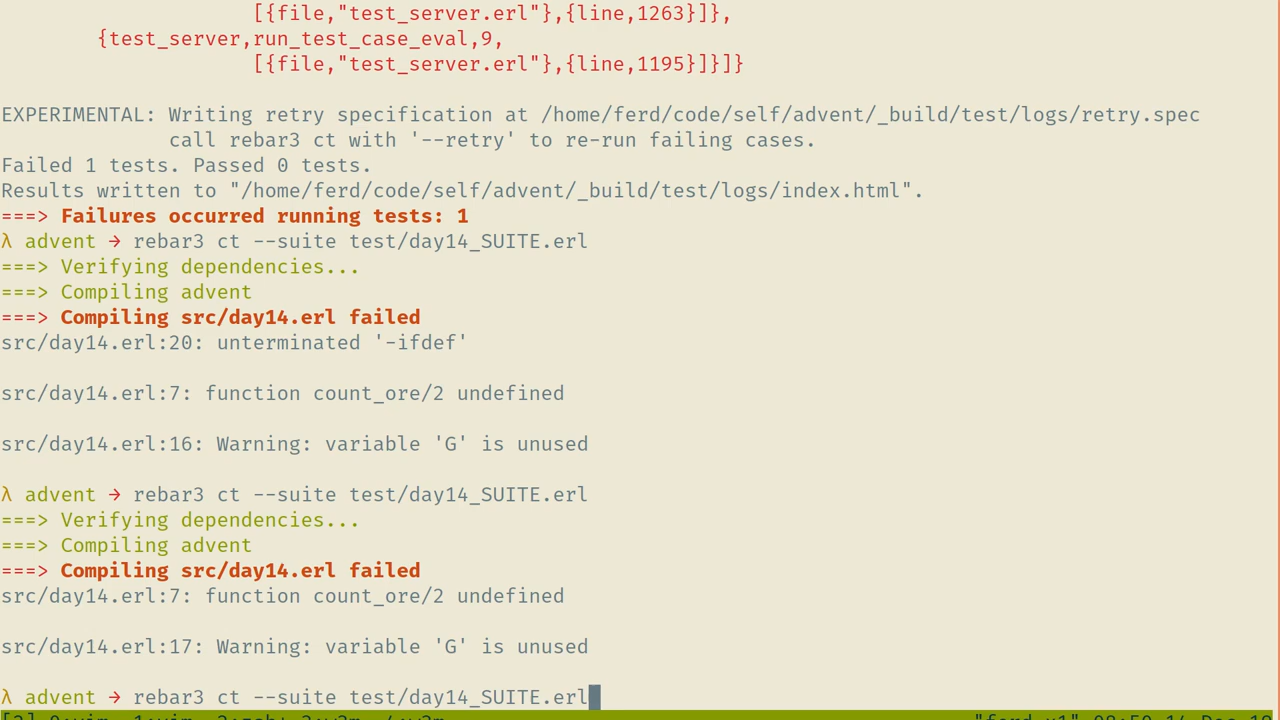 [{file,"test_server.erl"},{line,1263}]},
{test_server,run_test_case_eval,9,
[{file,"test_server.erl"},{line,1195}]}]}
EXPERIMENTAL: Writing retry specification at /home/ferd/code/self/advent/_build/test/logs/retry.spec
call rebar3 ct with '--retry' to re-run failing cases.
Failed 1 tests. Passed 0 tests.
Results written to "/home/ferd/code/self/advent/_build/test/logs/index.html".
===> Failures occurred running tests: 1
λ advent → rebar3 ct --suite test/day14_SUITE.erl
===> Verifying dependencies...
===> Compiling advent
===> Compiling src/day14.erl failed
src/day14.erl:20: unterminated '-ifdef'
src/day14.erl:7: function count_ore/2 undefined
src/day14.erl:16: Warning: variable 'G' is unused
λ advent → rebar3 ct --suite test/day14_SUITE.erl
===> Verifying dependencies...
===> Compiling advent
===> Compiling src/day14.erl failed
src/day14.erl:7: function count_ore/2 undefined
src/day14.erl:17: Warning: variable 'G' is unused
λ advent → rebar3 ct --suite test/day14_SUITE.erl